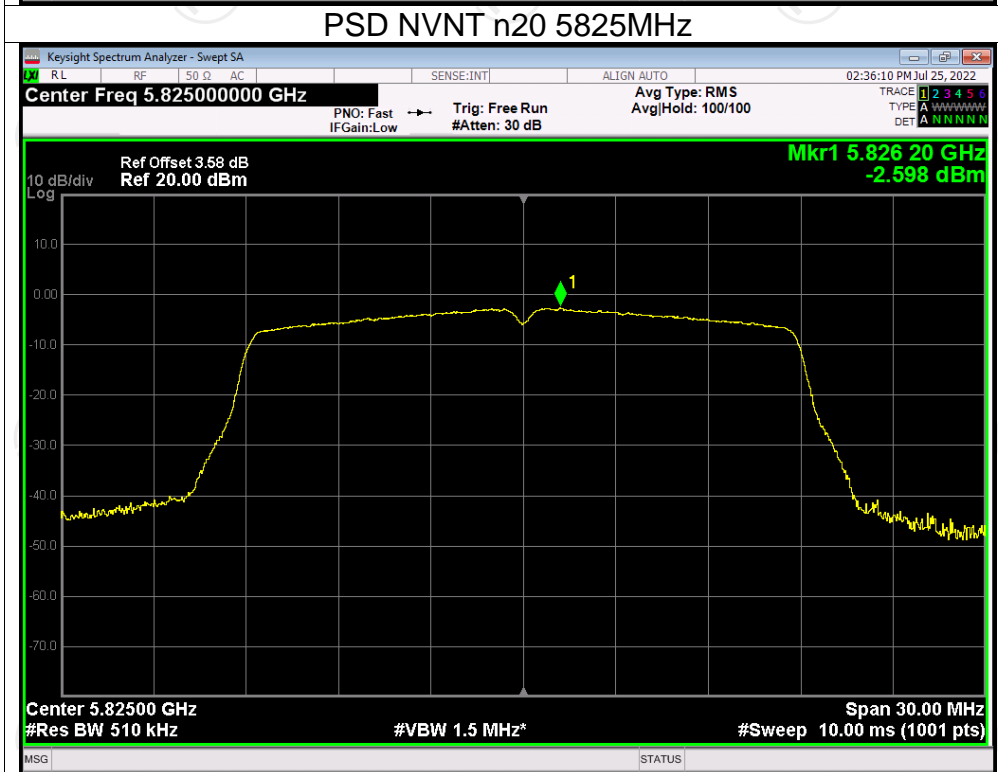 PSD NVNT n20 5825MHz
Keysight Spectrum Analyzer - Swept SA
LXI RL RF 50 Ω AC SENSE:INT ALIGN AUTO 02:36:10 PM Jul 25, 2022
Center Freq 5.825000000 GHz
PNO: Fast
IFGain:Low
Trig: Free Run
#Atten: 30 dB
Avg Type: RMS
Avg|Hold: 100/100
TRACE 1 2 3 4 5 6
TYPE A WWWWW
DET A N N N N N
Mkr1 5.826 20 GHz
-2.598 dBm
10 dB/div
Log
Ref Offset 3.58 dB
Ref 20.00 dBm
1
10.0
0.00
-10.0
-20.0
-30.0
-40.0
-50.0
-60.0
-70.0
Center 5.82500 GHz Span 30.00 MHz
#Res BW 510 kHz #VBW 1.5 MHz* #Sweep 10.00 ms (1001 pts)
MSG STATUS